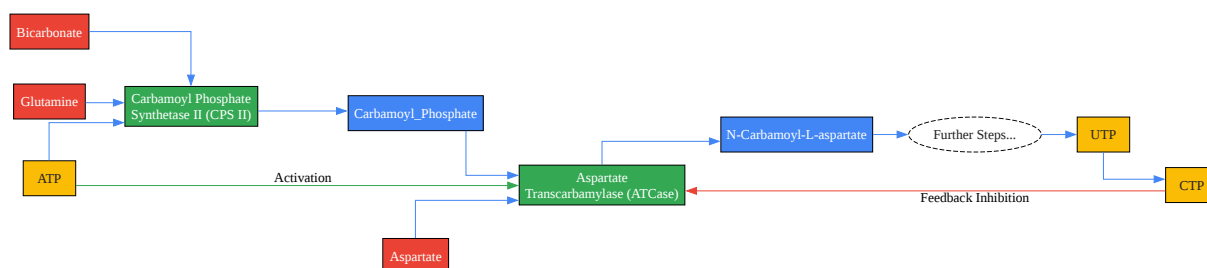 Bicarbonate
Glutamine
Carbamoyl Phosphate
Synthetase II (CPS II)
Carbamoyl_Phosphate
N-Carbamoyl-L-aspartate
Further Steps...
UTP
ATP
Activation
Aspartate
Transcarbamylase (ATCase)
CTP
Feedback Inhibition
Aspartate